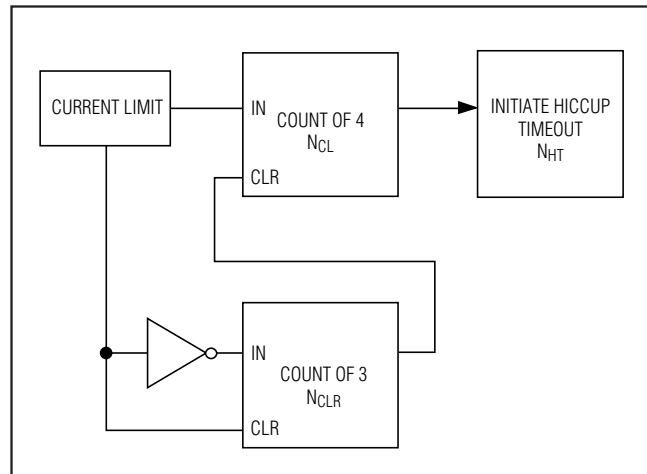 CURRENT LIMIT
IN
COUNT OF 4
NCL
CLR
INITIATE HICCUP
TIMEOUT
NHT
IN
COUNT OF 3
NCLR
CLR